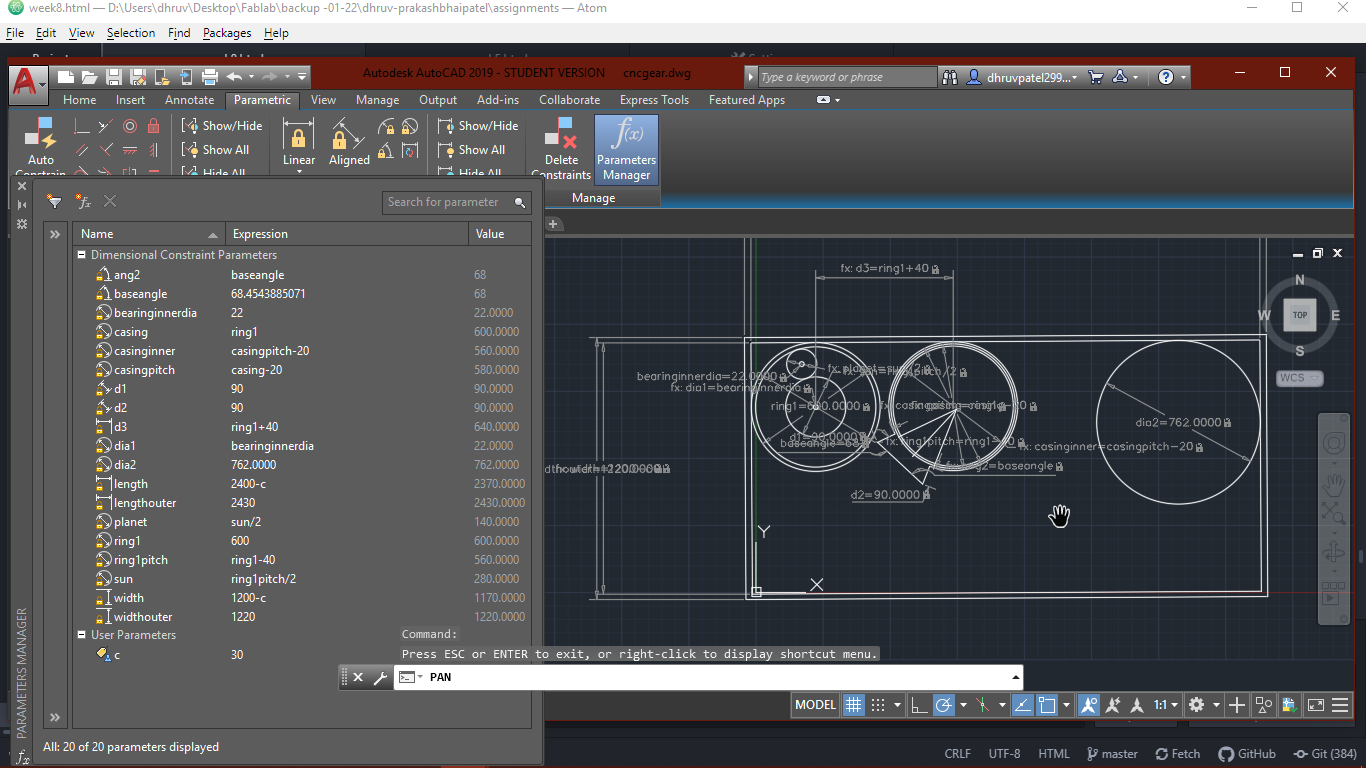 week8.html — D:\Users\dhruv\Desktop\Fablab\backup -01-22\dhruv-prakashbhaipatel\assignments — Atom
File Edit View Selection Find Packages Help
Autodesk AutoCAD 2019 - STUDENT VERSION cncgear.dwg
Type a keyword or phrase
dhruvpatel299...
Home Insert Annotate Parametric View Manage Output Add-ins Collaborate Express Tools Featured Apps
Show/Hide Show/Hide
Show All Show All
Auto Linear Aligned Delete Parameters
Hide All Hide All Constraints Manager
Manage
Search for parameter
Name Expression Value
Dimensional Constraint Parameters
ang2 baseangle 68
baseangle 68.4543885071 68
bearinginnerdia 22 22.0000
casing ring1 600.0000
casinginner casingpitch-20 560.0000
casingpitch casing-20 580.0000
d1 90 90.0000
d2 90 90.0000
d3 ring1+40 640.0000
dia1 bearinginnerdia 22.0000
dia2 762.0000 762.0000
length 2400-c 2370.0000
lengthouter 2430 2430.0000
planet sun/2 140.0000
ring1 600 600.0000
ring1pitch ring1-40 560.0000
sun ring1pitch/2 280.0000
width 1200-c 1170.0000
widthouter 1220 1220.0000
User Parameters
c 30
All: 20 of 20 parameters displayed
PARAMETERS MANAGER
fx: d3=ring1+40
bearinginnerdia=22.0000
fx: dia1=bearinginnerdia
ring1=600.0000
d1=90.0000
fx: ring1pitch=ring1-40
fx: casinginner=casingpitch-20
d2=90.0000
dia2=762.0000
N
W TOP E
S
WCS
Y
X
Command:
Press ESC or ENTER to exit, or right-click to display shortcut menu.
PAN
MODEL 1:1
CRLF UTF-8 HTML master Fetch GitHub Git (384)